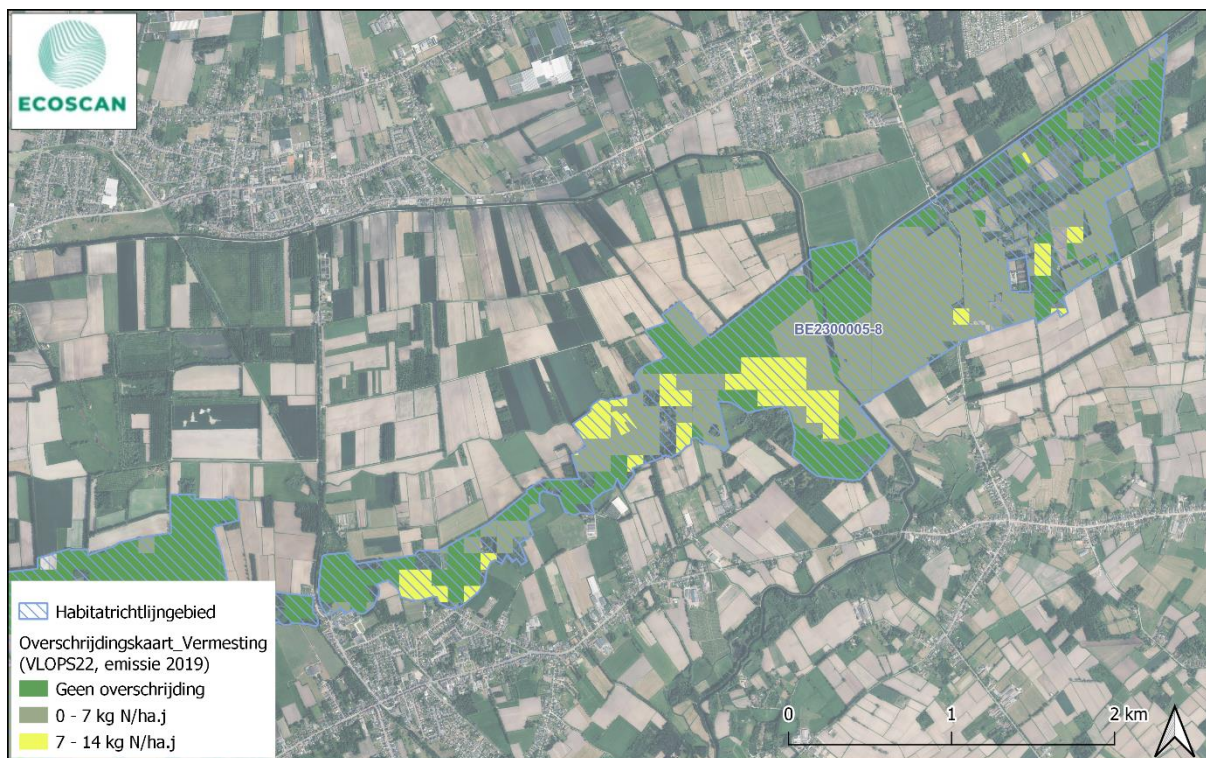 ECOSCAN
BE2300005-8
Habitatrichtlijngebied
Overschrijdingskaart_Vermesting
(VLOPS22, emissie 2019)
Geen overschrijding
0 - 7 kg N/ha.j
7 - 14 kg N/ha.j
0 1 2 km